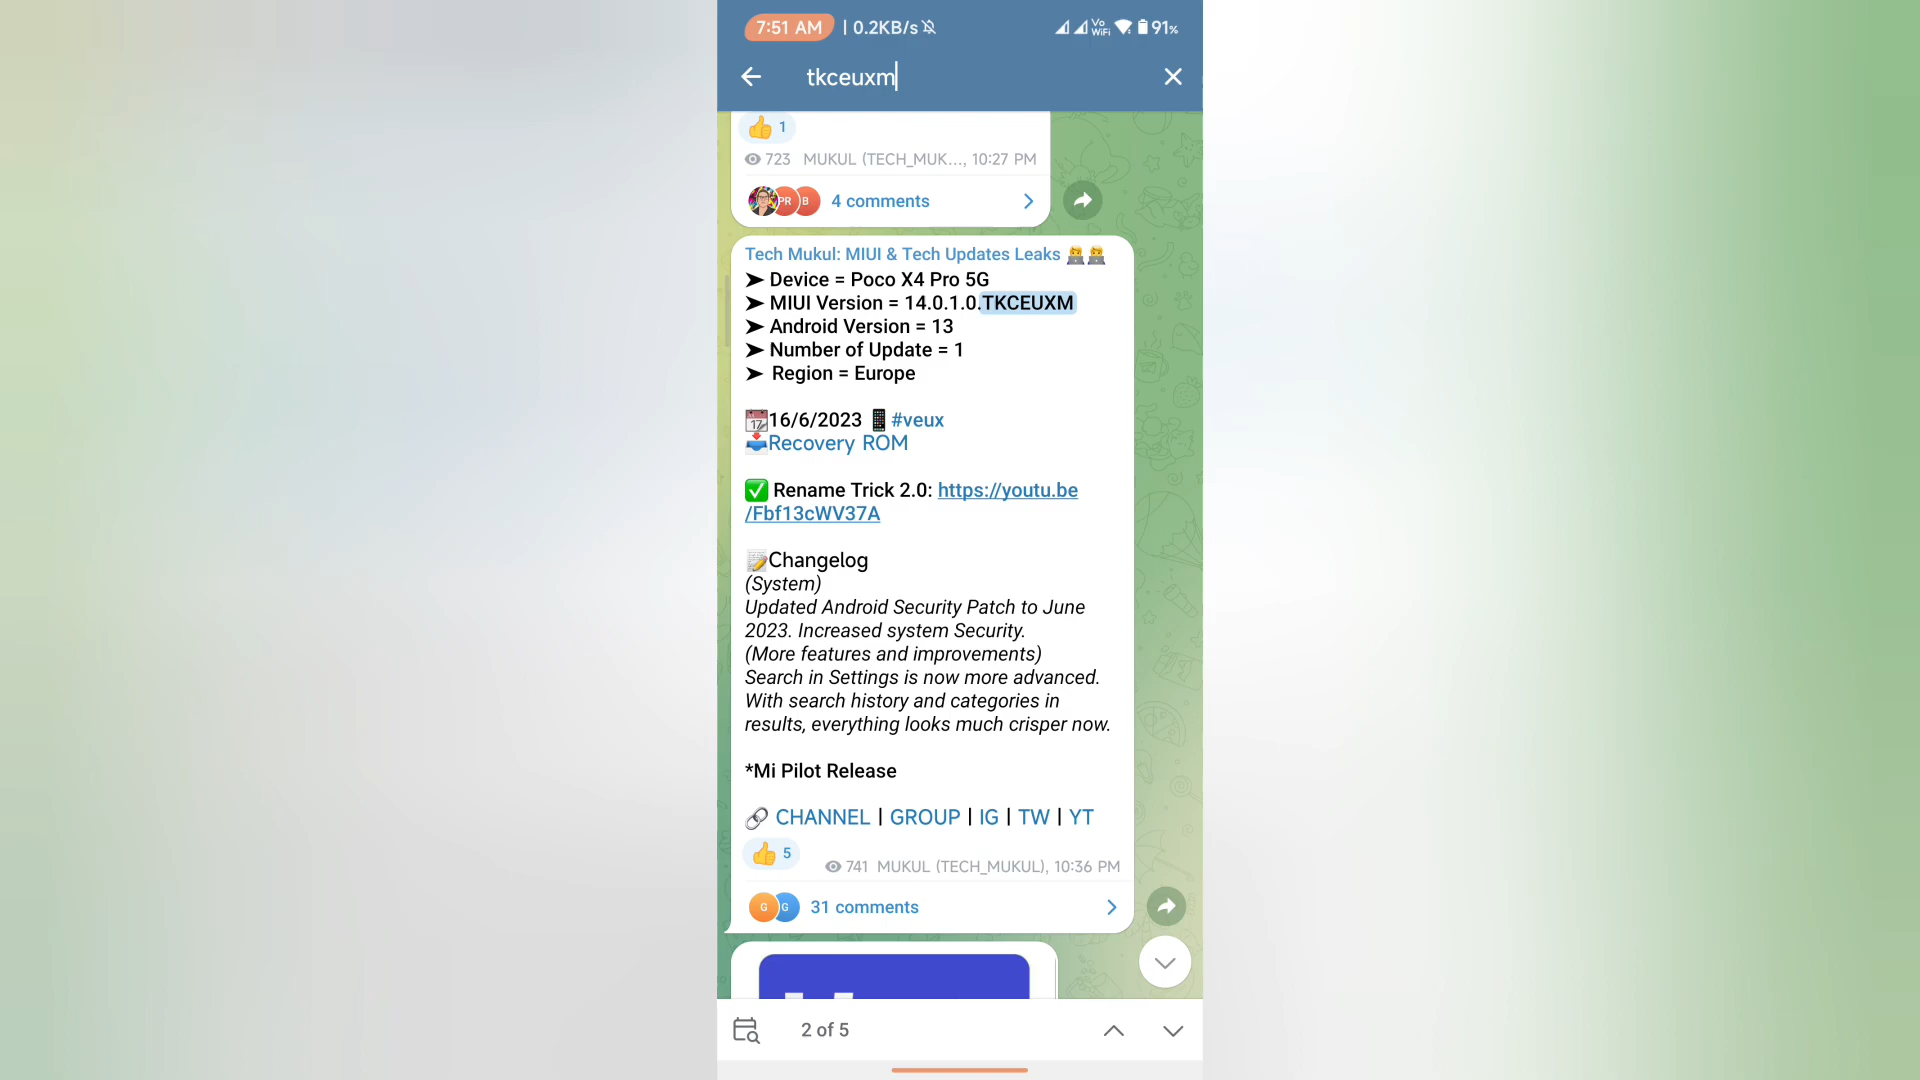 7:51 AM | 0.2KB/s Vo WiFi 91%
tkceuxm
👍 1
723 MUKUL (TECH_MUK..., 10:27 PM
PR B 4 comments
Tech Mukul: MIUI & Tech Updates Leaks 👨‍💻👨‍💻
➤ Device = Poco X4 Pro 5G
➤ MIUI Version = 14.0.1.0.TKCEUXM
➤ Android Version = 13
➤ Number of Update = 1
➤ Region = Europe
📆16/6/2023 📱#veux
📥Recovery ROM
✅ Rename Trick 2.0: https://youtu.be
/Fbf13cWV37A
📝Changelog
(System)
Updated Android Security Patch to June
2023. Increased system Security.
(More features and improvements)
Search in Settings is now more advanced.
With search history and categories in
results, everything looks much crisper now.
*Mi Pilot Release
🔗 CHANNEL | GROUP | IG | TW | YT
👍 5
741 MUKUL (TECH_MUKUL), 10:36 PM
G G 31 comments
2 of 5